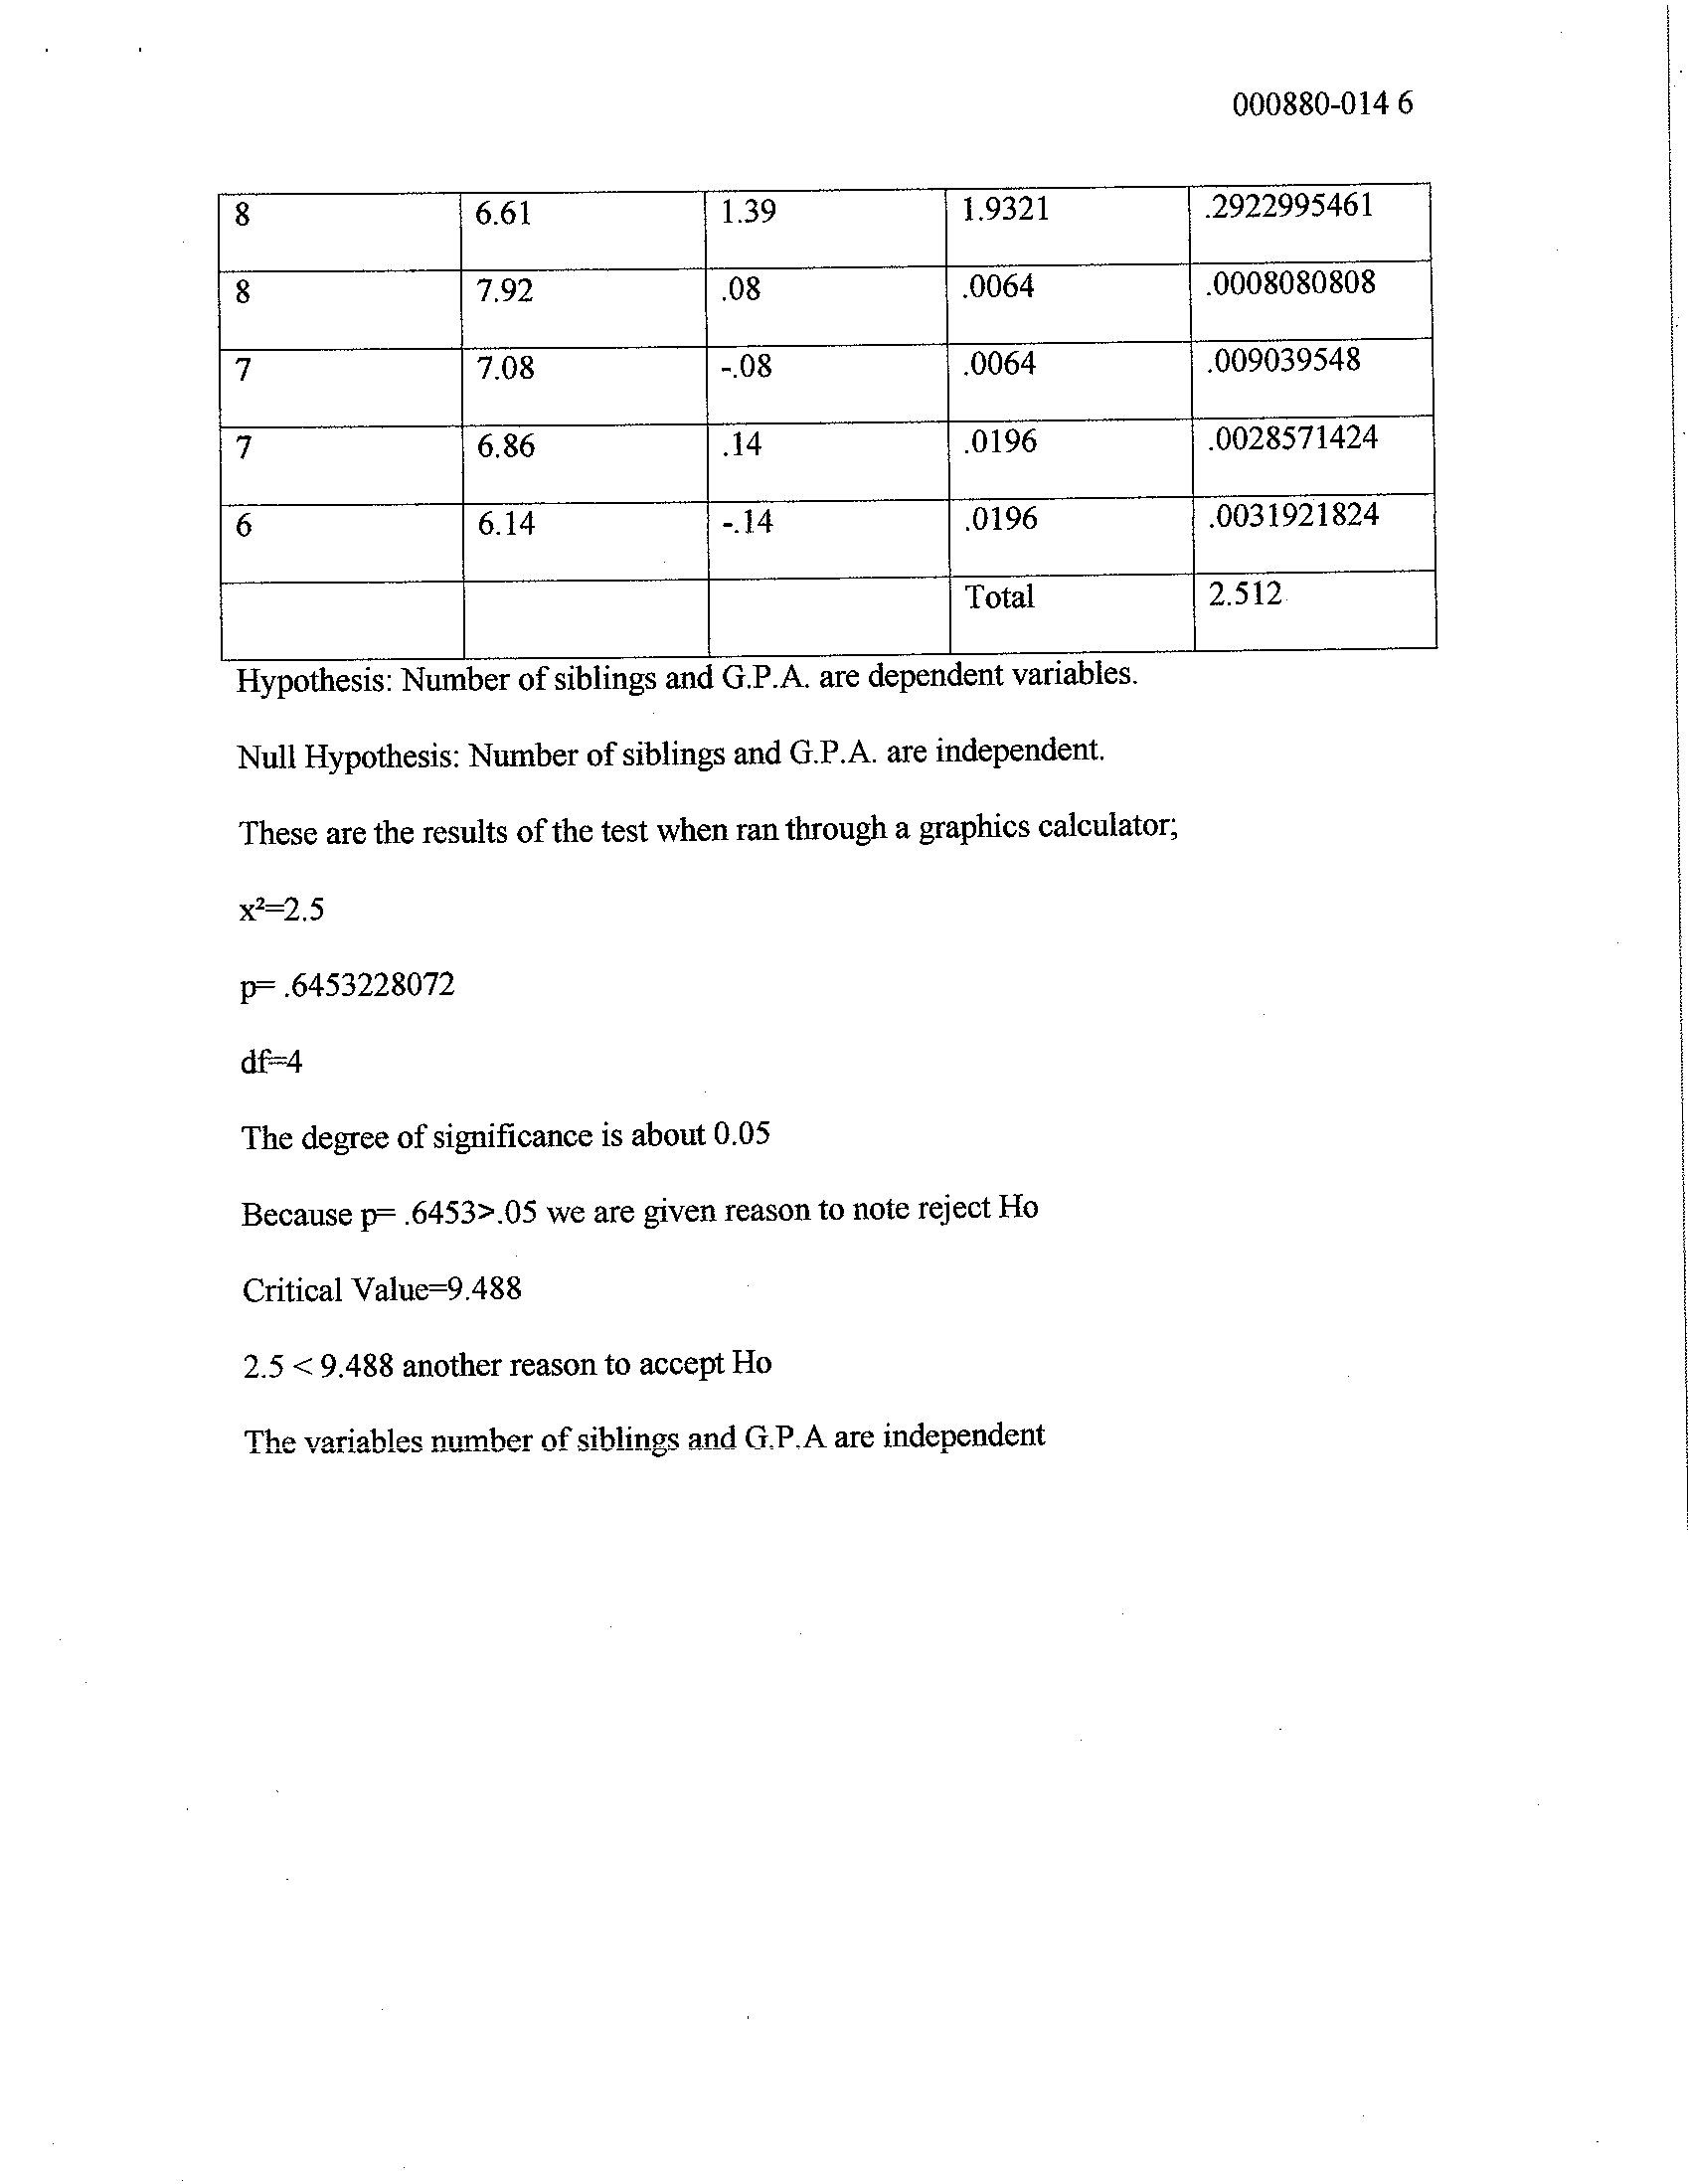 000880-014 6
8 6.61 1.39 1.9321 .2922995461
8 7.92 .08 .0064 .0008080808
7 7.08 -.08 .0064 .009039548
7 6.86 .14 .0196 .0028571424
6 6.14 -.14 .0196 .0031921824
Total 2.512
Hypothesis: Number of siblings and G.P.A. are dependent variables.
Null Hypothesis: Number of siblings and G.P.A. are independent.
These are the results of the test when ran through a graphics calculator;
x²=2.5
p= .6453228072
df=4
The degree of significance is about 0.05
Because p= .6453>.05 we are given reason to note reject Ho
Critical Value=9.488
2.5 < 9.488 another reason to accept Ho
The variables number of siblings and G.P.A are independent